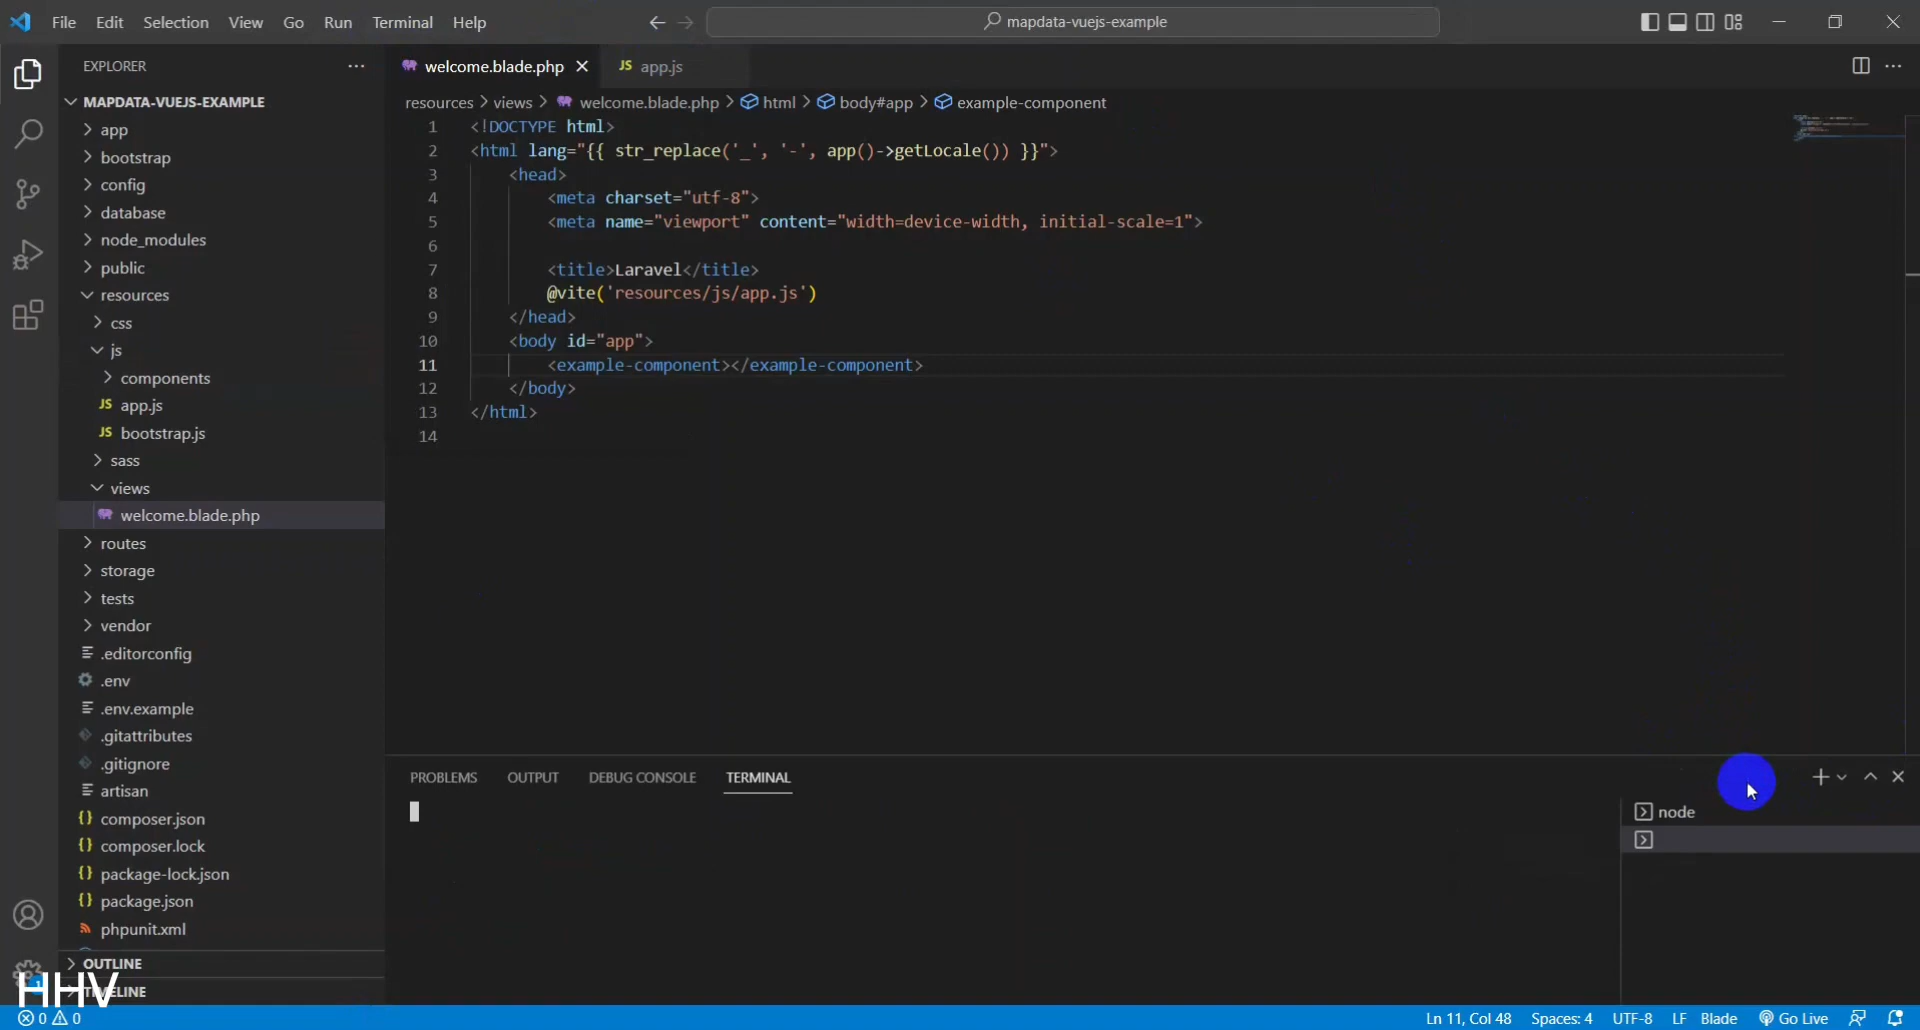 File Edit Selection View Go Run Terminal Help
mapdata-vuejs-example
EXPLORER
MAPDATA-VUEJS-EXAMPLE
app
bootstrap
config
database
node_modules
public
resources
css
js
components
JS app.js
JS bootstrap.js
sass
views
welcome.blade.php
routes
storage
tests
vendor
.editorconfig
.env
.env.example
.gitattributes
.gitignore
artisan
{} composer.json
{} composer.lock
{} package-lock.json
{} package.json
phpunit.xml
OUTLINE
TIMELINE
HHV
welcome.blade.php
JS app.js
resources > views > welcome.blade.php > html > body#app > example-component
1 <!DOCTYPE html>
2 <html lang="{{ str_replace('_', '-', app()->getLocale()) }}">
3 <head>
4 <meta charset="utf-8">
5 <meta name="viewport" content="width=device-width, initial-scale=1">
6
7 <title>Laravel</title>
8 @vite('resources/js/app.js')
9 </head>
10 <body id="app">
11 <example-component></example-component>
12 </body>
13 </html>
14
PROBLEMS OUTPUT DEBUG CONSOLE TERMINAL
node
0 0
Ln 11, Col 48 Spaces: 4 UTF-8 LF Blade Go Live